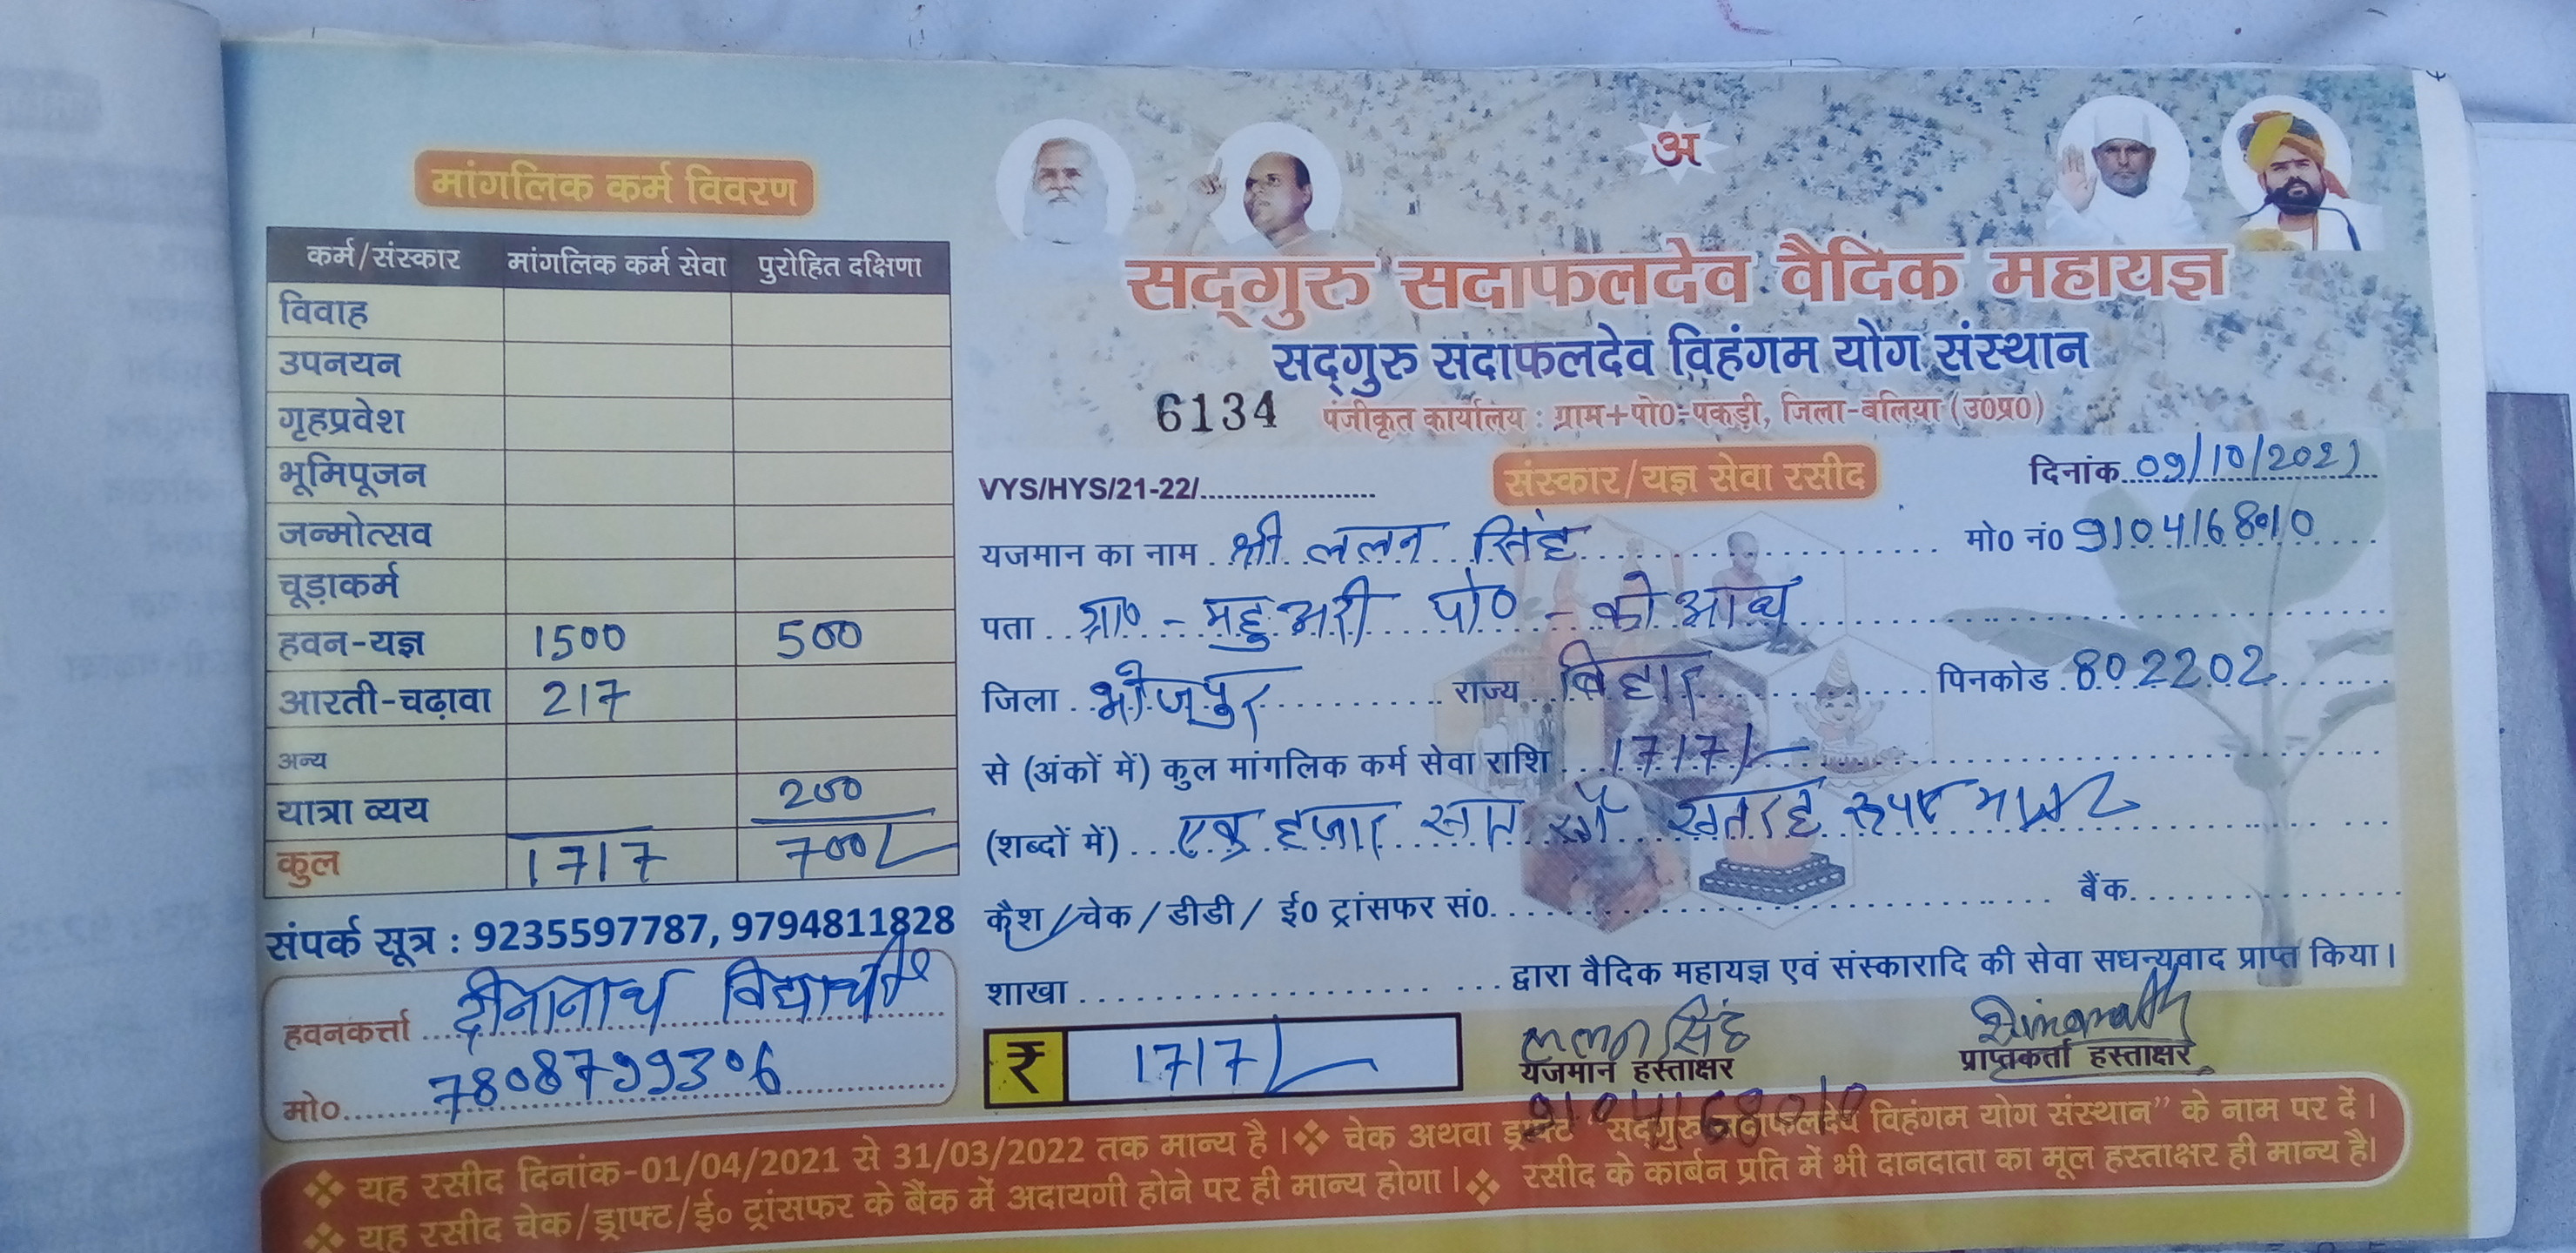 मांगलिक कर्म विवरण
कर्म/संस्कार मांगलिक कर्म सेवा पुरोहित दक्षिणा
विवाह
उपनयन
गृहप्रवेश
भूमिपूजन
जन्मोत्सव
चूड़ाकर्म
हवन-यज्ञ 1500 500
आरती-चढ़ावा 217
अन्य
यात्रा व्यय 200
कुल 1717 700/-
संपर्क सूत्र : 9235597787, 9794811828
हवनकर्त्ता दीनानाथ विद्यार्थी
मो० 7808799306
अ
सद्गुरु सदाफलदेव वैदिक महायज्ञ
सद्गुरु सदाफलदेव विहंगम योग संस्थान
6134 पंजीकृत कार्यालय : ग्राम+पो०-पकड़ी, जिला-बलिया (उ०प्र०)
VYS/HYS/21-22/ संस्कार/यज्ञ सेवा रसीद दिनांक 09/10/2021
यजमान का नाम श्री ललन सिंह मो० नं० 9104168010
पता ग्रा० - महुअरी पो० - कोआथ
जिला भोजपुर राज्य बिहार पिनकोड 802202
से (अंकों में) कुल मांगलिक कर्म सेवा राशि 1717/-
(शब्दों में) एक हजार सात सौ सतरह रूपए मात्र
कैश/चेक/डीडी/ ई० ट्रांसफर सं०. बैंक
शाखा द्वारा वैदिक महायज्ञ एवं संस्कारादि की सेवा सधन्यवाद प्राप्त किया।
₹ 1717/- ललन सिंह Dinanath
यजमान हस्ताक्षर प्राप्तकर्ता हस्ताक्षर
9104168010
❖ यह रसीद दिनांक-01/04/2021 से 31/03/2022 तक मान्य है। ❖ चेक अथवा ड्राफ्ट "सद्गुरु सदाफलदेव विहंगम योग संस्थान" के नाम पर दें।
❖ यह रसीद चेक/ड्राफ्ट/ई० ट्रांसफर के बैंक में अदायगी होने पर ही मान्य होगा। ❖ रसीद के कार्बन प्रति में भी दानदाता का मूल हस्ताक्षर ही मान्य है।